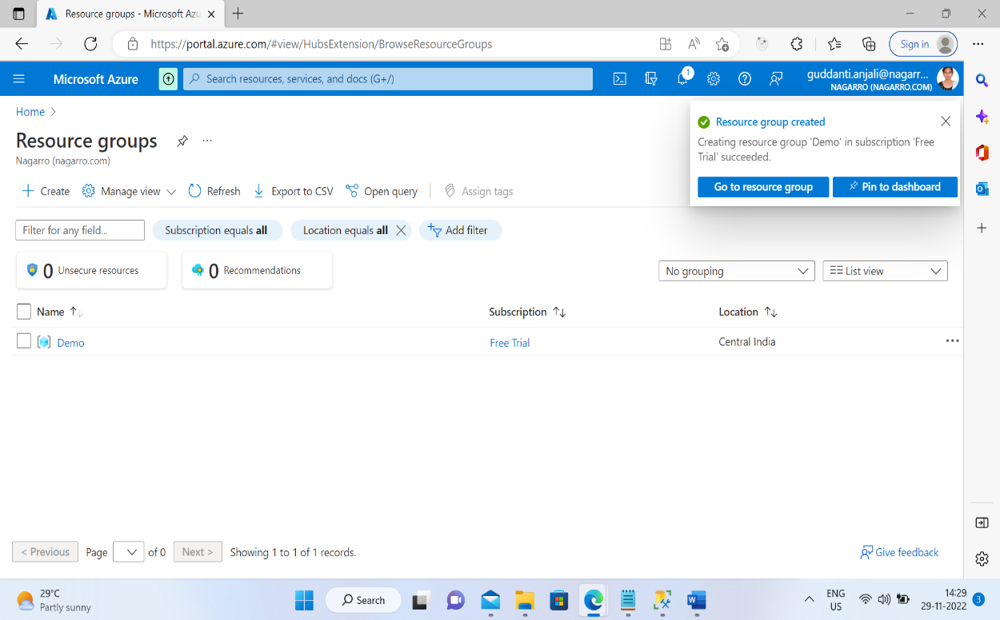 Resource groups - Microsoft Azu
https://portal.azure.com/#view/HubsExtension/BrowseResourceGroups
Sign in
Microsoft Azure
Search resources, services, and docs (G+/)
1
guddanti.anjali@nagarr...
NAGARRO (NAGARRO.COM)
Home
Resource groups
Nagarro (nagarro.com)
Resource group created
Creating resource group 'Demo' in subscription 'Free
Trial' succeeded.
Go to resource group Pin to dashboard
Create Manage view Refresh Export to CSV Open query Assign tags
Filter for any field... Subscription equals all Location equals all Add filter
0 Unsecure resources 0 Recommendations No grouping List view
Name Subscription Location
Demo Free Trial Central India
< Previous Page of 0 Next > Showing 1 to 1 of 1 records. Give feedback
29°C
Partly sunny
Search
ENG
US
14:29
29-11-2022
3